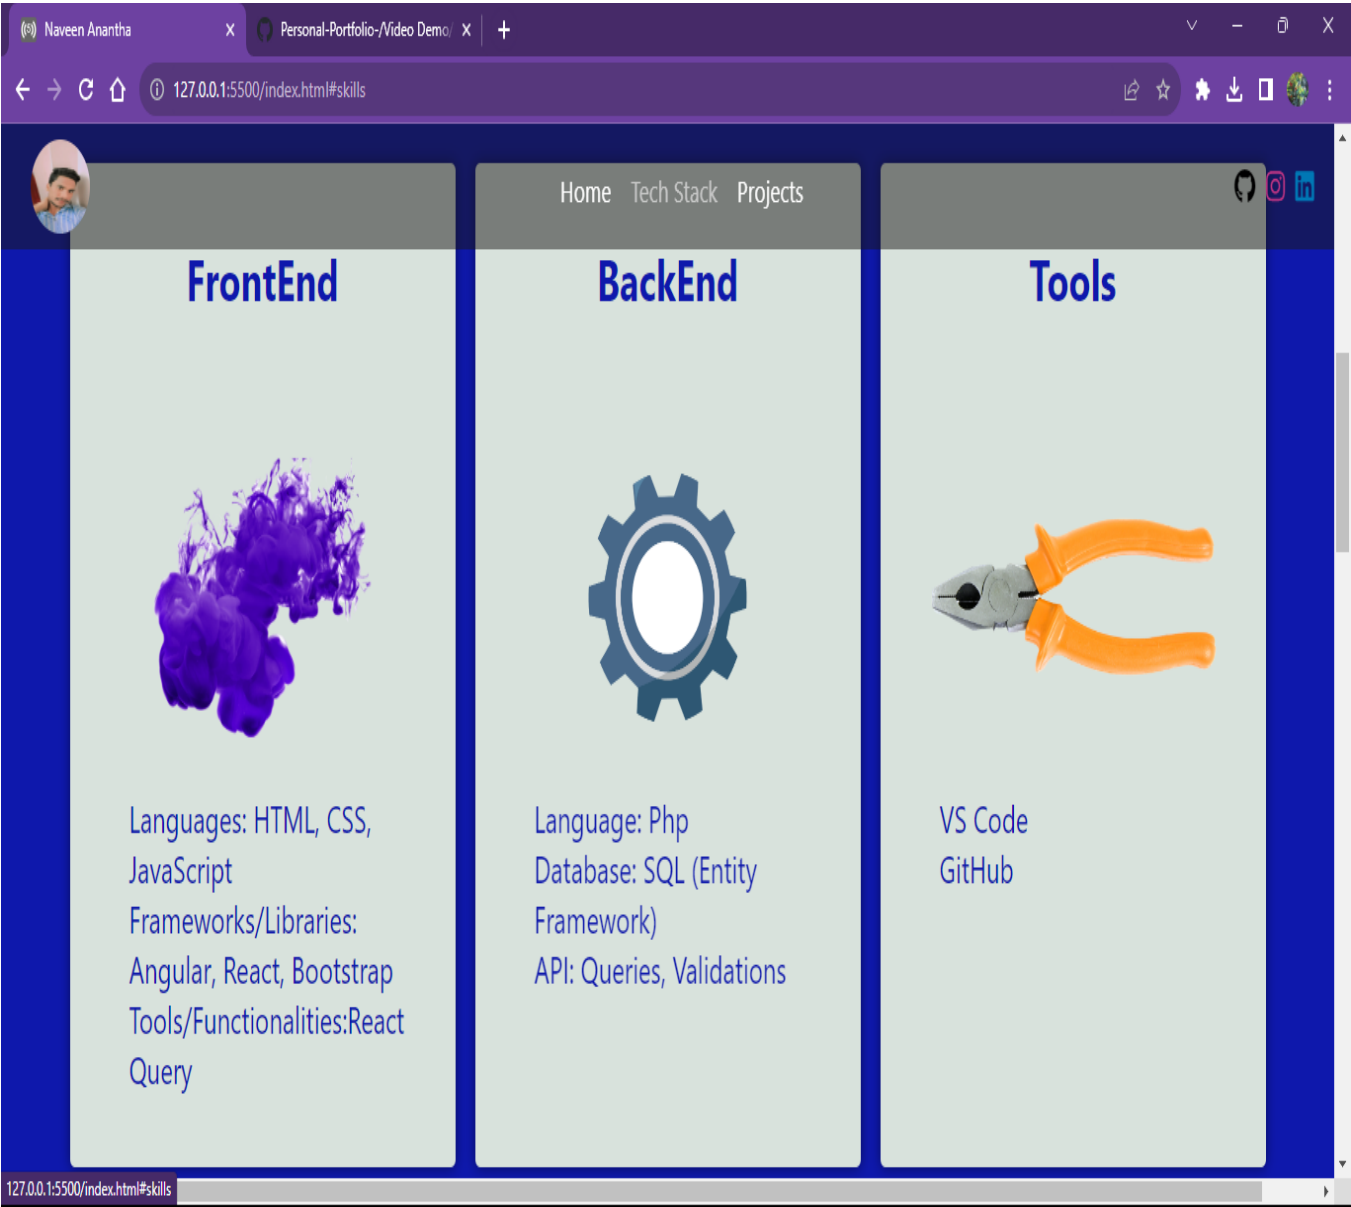 Naveen Anantha
Personal-Portfolio-/Video Demo/
127.0.0.1:5500/index.html#skills
Home Tech Stack Projects
FrontEnd
Languages: HTML, CSS,
JavaScript
Frameworks/Libraries:
Angular, React, Bootstrap
Tools/Functionalities:React
Query
BackEnd
Language: Php
Database: SQL (Entity
Framework)
API: Queries, Validations
Tools
VS Code
GitHub
127.0.0.1:5500/index.html#skills